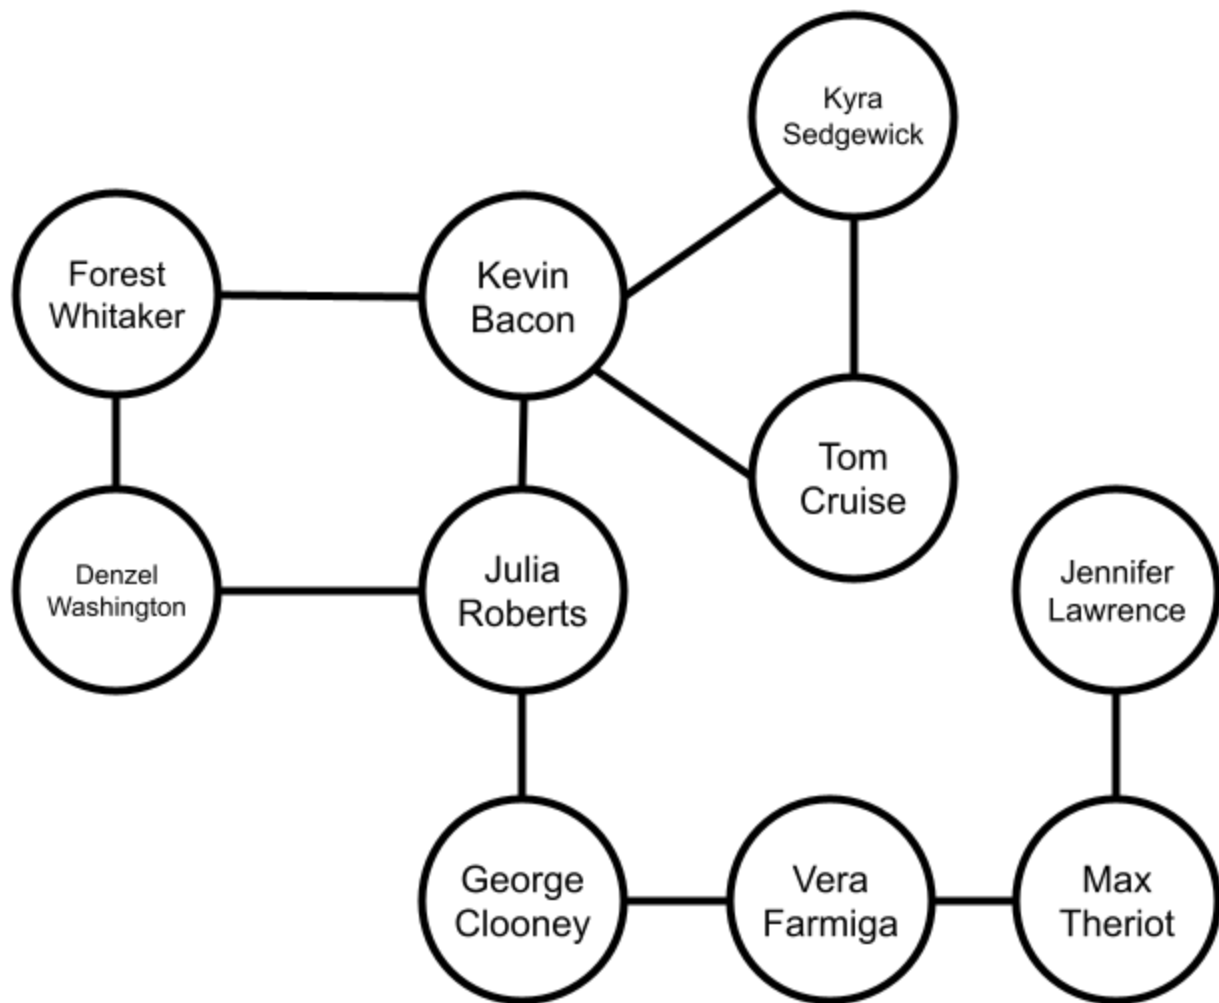 Kyra
Sedgewick
Forest
Whitaker
Kevin
Bacon
Tom
Cruise
Denzel
Washington
Julia
Roberts
Jennifer
Lawrence
George
Clooney
Vera
Farmiga
Max
Theriot